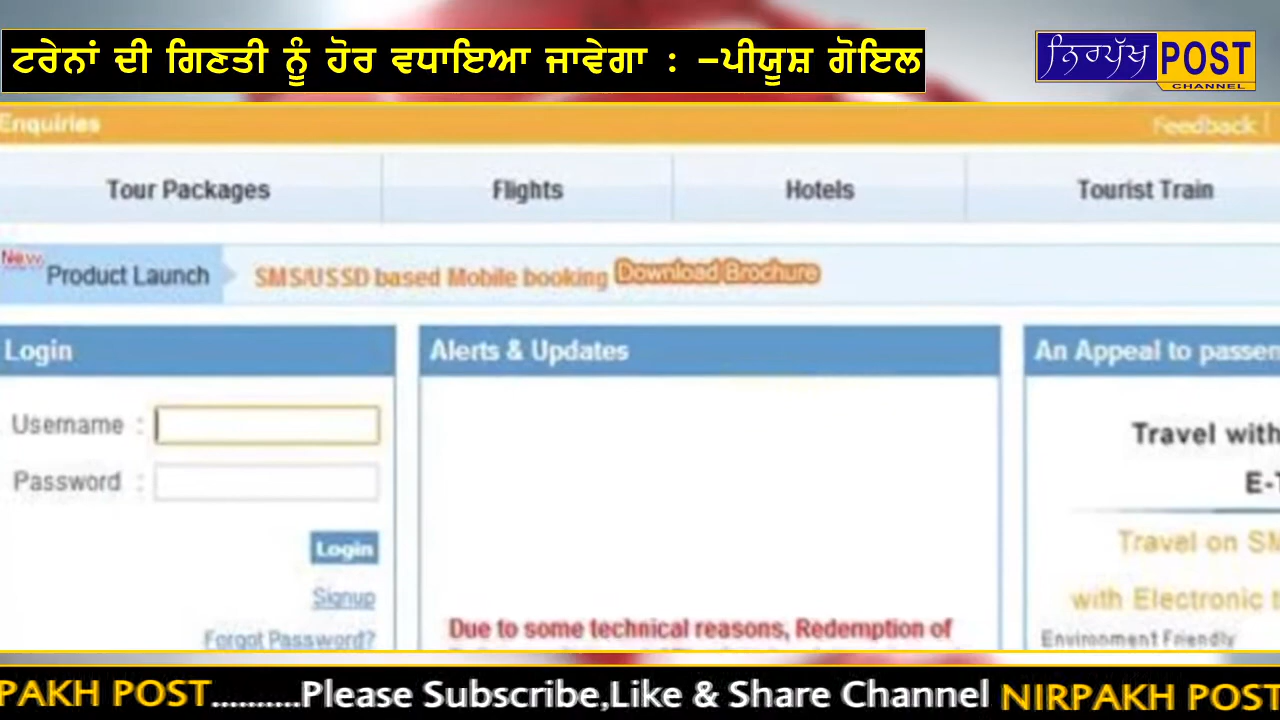 ਟਰੇਨਾਂ ਦੀ ਗਿਣਤੀ ਨੂੰ ਹੋਰ ਵਧਾਇਆ ਜਾਵੇਗਾ : –ਪੀਯੂਸ਼ ਗੋਇਲ
ਨਿਰਪੱਖ POST
CHANNEL
Enquiries Feedback
Tour Packages Flights Hotels Tourist Train
New Product Launch SMS/USSD based Mobile booking Download Brochure
Login Alerts & Updates An Appeal to passen
Username :
Password :
Login
Signup
Forgot Password?
Due to some technical reasons, Redemption of
Travel with
E-T
Travel on SM
with Electronic t
Environment Friendly
PAKH POST..........Please Subscribe,Like & Share Channel NIRPAKH POST